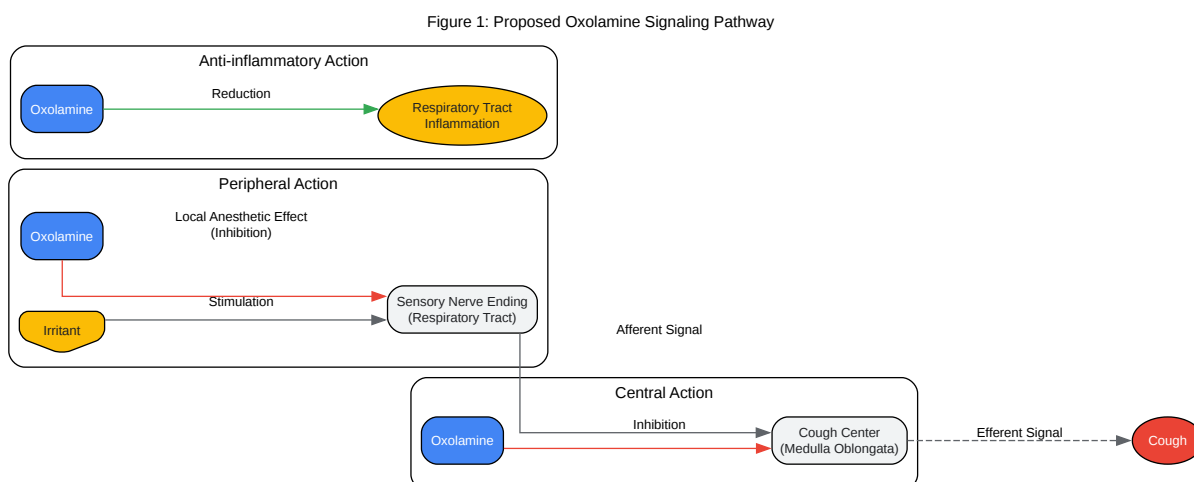 Figure 1: Proposed Oxolamine Signaling Pathway
Anti-inflammatory Action
Oxolamine
Reduction
Respiratory Tract
Inflammation
Peripheral Action
Oxolamine
Local Anesthetic Effect
(Inhibition)
Stimulation
Sensory Nerve Ending
(Respiratory Tract)
Irritant
Afferent Signal
Central Action
Oxolamine
Inhibition
Cough Center
(Medulla Oblongata)
Efferent Signal
Cough